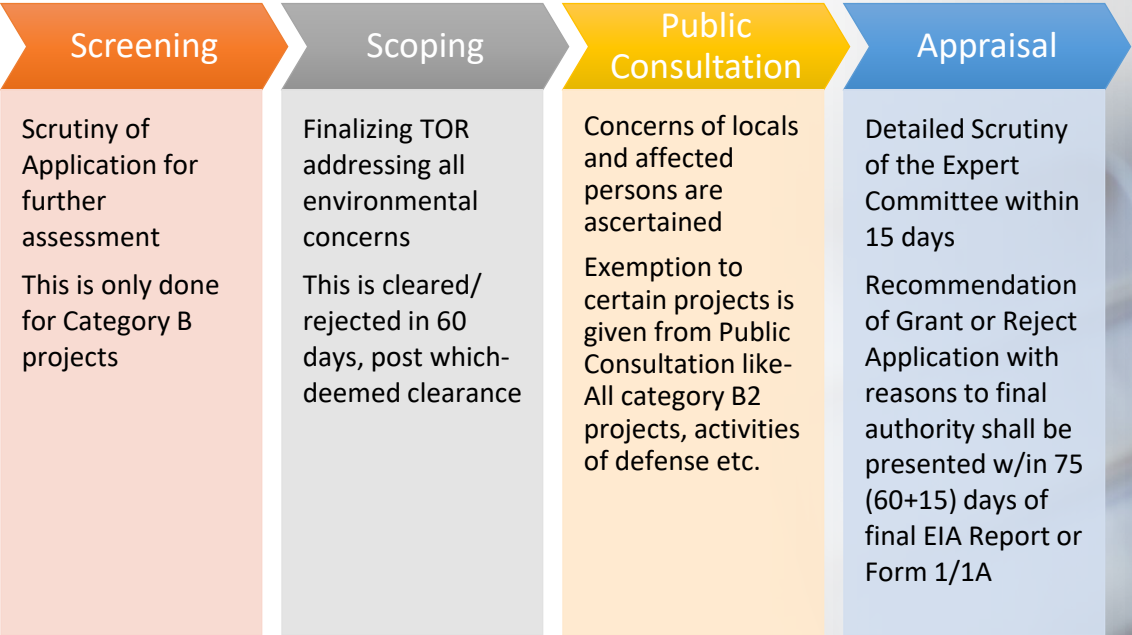 Screening
Scrutiny of
Application for
further
assessment
This is only done
for Category B
projects
Scoping
Finalizing TOR
addressing all
environmental
concerns
This is cleared/
rejected in 60
days, post which-
deemed clearance
Public
Consultation
Concerns of locals
and affected
persons are
ascertained
Exemption to
certain projects is
given from Public
Consultation like-
All category B2
projects, activities
of defense etc.
Appraisal
Detailed Scrutiny
of the Expert
Committee within
15 days
Recommendation
of Grant or Reject
Application with
reasons to final
authority shall be
presented w/in 75
(60+15) days of
final EIA Report or
Form 1/1A